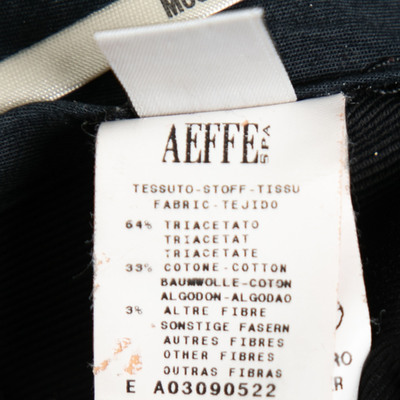 AEFFE SPA
TESSUTO-STOFF-TISSU
FABRIC-TEJIDO
64% TRIACETATO
TRIACETAT
TRIACETATE
33% COTONE-COTTON
BAUMWOLLE-COTON
ALGODON-ALGODAO
3% ALTRE FIBRE
SONSTIGE FASERN
AUTRES FIBRES
OTHER FIBRES
OUTRAS FIBRAS
E A03090522